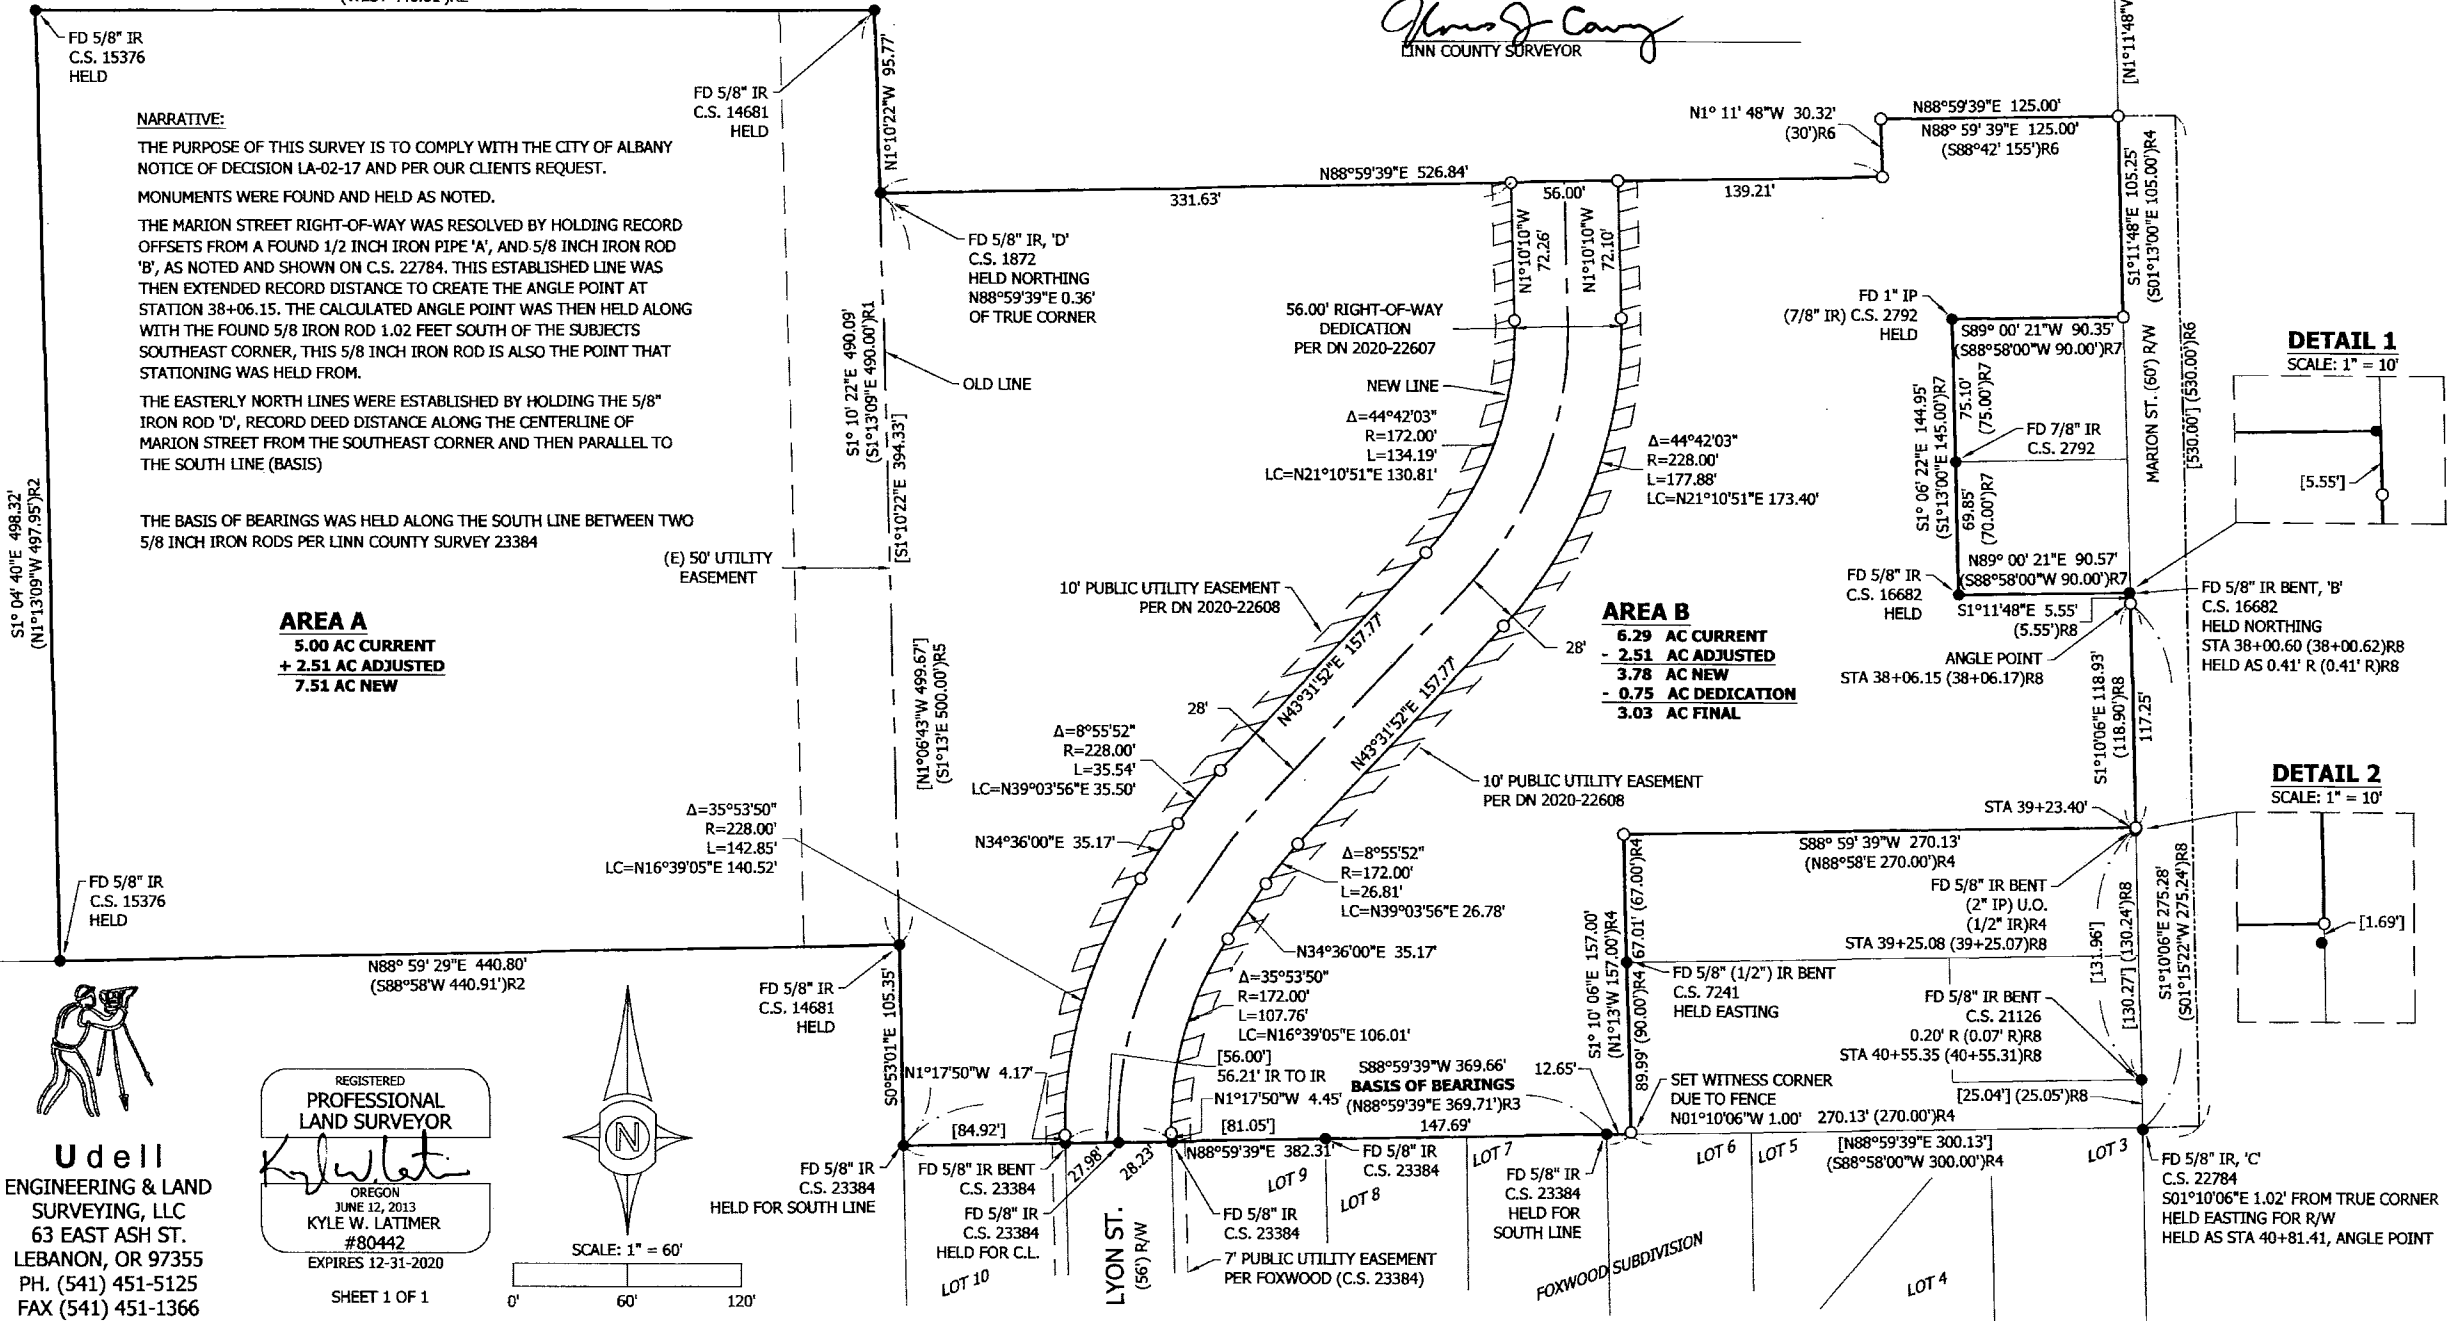 FD 5/8" IR
C.S. 15376
HELD
FD 5/8" IR
C.S. 14681
HELD
N1°10'22"W 95.77'
LINN COUNTY SURVEYOR
NARRATIVE:
THE PURPOSE OF THIS SURVEY IS TO COMPLY WITH THE CITY OF ALBANY
NOTICE OF DECISION LA-02-17 AND PER OUR CLIENTS REQUEST.
MONUMENTS WERE FOUND AND HELD AS NOTED.
THE MARION STREET RIGHT-OF-WAY WAS RESOLVED BY HOLDING RECORD
OFFSETS FROM A FOUND 1/2 INCH IRON PIPE 'A', AND 5/8 INCH IRON ROD
'B', AS NOTED AND SHOWN ON C.S. 22784. THIS ESTABLISHED LINE WAS
THEN EXTENDED RECORD DISTANCE TO CREATE THE ANGLE POINT AT
STATION 38+06.15. THE CALCULATED ANGLE POINT WAS THEN HELD ALONG
WITH THE FOUND 5/8 IRON ROD 1.02 FEET SOUTH OF THE SUBJECTS
SOUTHEAST CORNER, THIS 5/8 INCH IRON ROD IS ALSO THE POINT THAT
STATIONING WAS HELD FROM.
THE EASTERLY NORTH LINES WERE ESTABLISHED BY HOLDING THE 5/8"
IRON ROD 'D', RECORD DEED DISTANCE ALONG THE CENTERLINE OF
MARION STREET FROM THE SOUTHEAST CORNER AND THEN PARALLEL TO
THE SOUTH LINE (BASIS)
THE BASIS OF BEARINGS WAS HELD ALONG THE SOUTH LINE BETWEEN TWO
5/8 INCH IRON RODS PER LINN COUNTY SURVEY 23384
S1° 04' 40"E 498.32'
(N1°13'09"W 497.95')R2
(E) 50' UTILITY
EASEMENT
AREA A
5.00 AC CURRENT
+ 2.51 AC ADJUSTED
7.51 AC NEW
FD 5/8" IR
C.S. 15376
HELD
N88° 59' 29"E 440.80'
(S88°58'W 440.91')R2
FD 5/8" IR
C.S. 14681
HELD
S1° 10' 22"E 490.09'
(S1°13'09"E 490.00')R1
[S1°10'22"E 394.33']
OLD LINE
FD 5/8" IR, 'D'
C.S. 1872
HELD NORTHING
N88°59'39"E 0.36'
OF TRUE CORNER
N88°59'39"E 526.84'
331.63'
56.00'
139.21'
N1°10'10"W
72.26'
N1°10'10"W
72.10'
56.00' RIGHT-OF-WAY
DEDICATION
PER DN 2020-22607
NEW LINE
Δ=44°42'03"
R=172.00'
L=134.19'
LC=N21°10'51"E 130.81'
Δ=44°42'03"
R=228.00'
L=177.88'
LC=N21°10'51"E 173.40'
10' PUBLIC UTILITY EASEMENT
PER DN 2020-22608
N43°31'52"E 157.77'
28'
28'
N43°31'52"E 157.77'
10' PUBLIC UTILITY EASEMENT
PER DN 2020-22608
AREA B
6.29 AC CURRENT
- 2.51 AC ADJUSTED
3.78 AC NEW
- 0.75 AC DEDICATION
3.03 AC FINAL
[N1°06'43"W 499.67']
(S1°13'E 500.00')R5
Δ=8°55'52"
R=228.00'
L=35.54'
LC=N39°03'56"E 35.50'
Δ=35°53'50"
R=228.00'
L=142.85'
LC=N16°39'05"E 140.52'
N34°36'00"E 35.17'
Δ=8°55'52"
R=172.00'
L=26.81'
LC=N39°03'56"E 26.78'
N34°36'00"E 35.17'
Δ=35°53'50"
R=172.00'
L=107.76'
LC=N16°39'05"E 106.01'
[56.00']
56.21' IR TO IR
N1°17'50"W 4.45'
N1°17'50"W 4.17'
S0°53'01"E 105.35'
[84.92']
[81.05']
27.98'
28.23'
S88°59'39"W 369.66'
BASIS OF BEARINGS
(N88°59'39"E 369.71')R3
147.69'
12.65'
N88°59'39"E 382.31'
N1° 11' 48"W 30.32'
(30')R6
N88°59'39"E 125.00'
N88° 59' 39"E 125.00'
(S88°42' 155')R6
S1°11'48"E 105.25'
(S01°13'00"E 105.00')R4
[530.00'] (530.00')R6
MARION ST. (60') R/W
FD 1" IP
(7/8" IR) C.S. 2792
HELD
S89° 00' 21"W 90.35'
(S88°58'00"W 90.00')R7
S1° 06' 22"E 144.95'
(S1°13'00"E 145.00')R7
75.10'
(75.00')R7
69.85'
(70.00')R7
FD 7/8" IR
C.S. 2792
N89° 00' 21"E 90.57'
(S88°58'00"W 90.00')R7
FD 5/8" IR
C.S. 16682
HELD
S1°11'48"E 5.55'
(5.55')R8
ANGLE POINT
STA 38+06.15 (38+06.17)R8
FD 5/8" IR BENT, 'B'
C.S. 16682
HELD NORTHING
STA 38+00.60 (38+00.62)R8
HELD AS 0.41' R (0.41' R)R8
DETAIL 1
SCALE: 1" = 10'
[5.55']
S1°10'06"E 118.93'
(118.90')R8
117.25'
STA 39+23.40'
DETAIL 2
SCALE: 1" = 10'
[1.69']
S88° 59' 39"W 270.13'
(N88°58'E 270.00')R4
FD 5/8" IR BENT
(2" IP) U.O.
(1/2" IR)R4
STA 39+25.08 (39+25.07)R8
S1° 10' 06"E 157.00'
(N1°13'W 157.00')R4
67.01' (67.00')R4
89.99' (90.00')R4
FD 5/8" (1/2") IR BENT
C.S. 7241
HELD EASTING
FD 5/8" IR BENT
C.S. 21126
0.20' R (0.07' R)R8
STA 40+55.35 (40+55.31)R8
[25.04'] (25.05')R8
[131.96']
[130.27'] (130.24')R8
S1°10'06"E 275.28'
(S01°15'22"W 275.24')R8
SET WITNESS CORNER
DUE TO FENCE
N01°10'06"W 1.00'
270.13' (270.00')R4
[N88°59'39"E 300.13']
(S88°58'00"W 300.00')R4
FD 5/8" IR, 'C'
C.S. 22784
S01°10'06"E 1.02' FROM TRUE CORNER
HELD EASTING FOR R/W
HELD AS STA 40+81.41, ANGLE POINT
FD 5/8" IR
C.S. 23384
HELD FOR SOUTH LINE
FD 5/8" IR BENT
C.S. 23384
FD 5/8" IR
C.S. 23384
HELD FOR C.L.
LYON ST.
(56') R/W
FD 5/8" IR
C.S. 23384
7' PUBLIC UTILITY EASEMENT
PER FOXWOOD (C.S. 23384)
FD 5/8" IR
C.S. 23384
FD 5/8" IR
C.S. 23384
HELD FOR
SOUTH LINE
LOT 10
LOT 9
LOT 8
LOT 7
LOT 6
LOT 5
LOT 4
LOT 3
FOXWOOD SUBDIVISION
Udell
ENGINEERING & LAND
SURVEYING, LLC
63 EAST ASH ST.
LEBANON, OR 97355
PH. (541) 451-5125
FAX (541) 451-1366
REGISTERED
PROFESSIONAL
LAND SURVEYOR
OREGON
JUNE 12, 2013
KYLE W. LATIMER
#80442
EXPIRES 12-31-2020
SHEET 1 OF 1
N
SCALE: 1" = 60'
0'
60'
120'